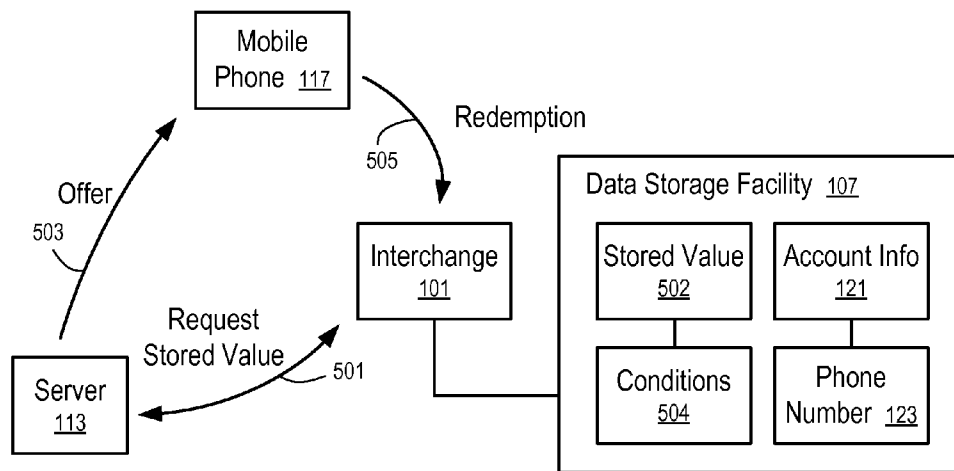 Mobile
Phone 117
505
Redemption
Offer
503
Data Storage Facility 107
Interchange
101
Stored Value
502
Account Info
121
Request
Stored Value
501
Server
113
Conditions
504
Phone
Number 123